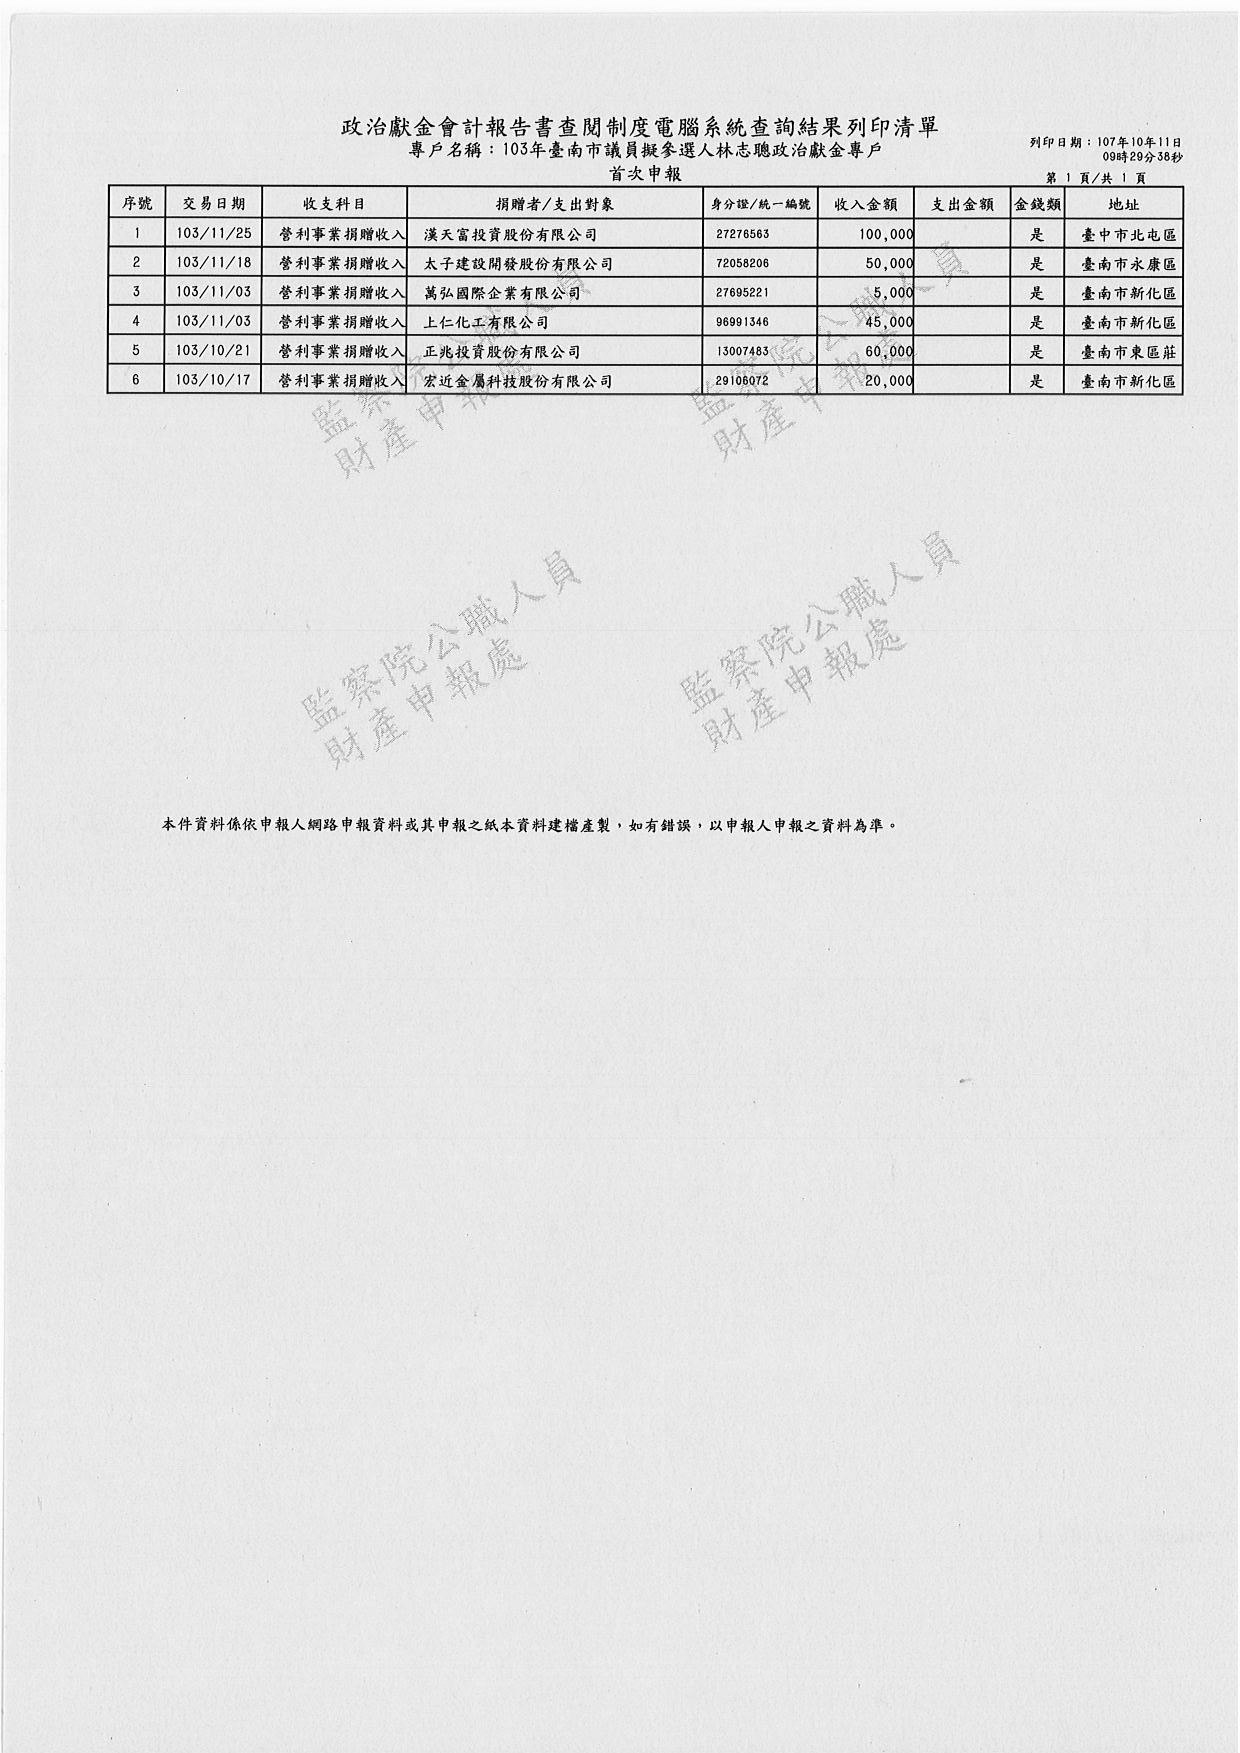 政治獻金會計報告書查閱制度電腦系統查詢結果列印清單
專戶名稱：103年臺南市議員擬參選人林志聰政治獻金專戶
列印日期：107年10年11日
09時29分38秒
首次申報
第 1 頁/共 1 頁
序號 交易日期 收支科目 捐贈者/支出對象 身分證/統一編號 收入金額 支出金額 金錢類 地址
1 103/11/25 營利事業捐贈收入 漢天富投資股份有限公司 27276563 100,000 是 臺中市北屯區
2 103/11/18 營利事業捐贈收入 太子建設開發股份有限公司 72058206 50,000 是 臺南市永康區
3 103/11/03 營利事業捐贈收入 萬弘國際企業有限公司 27695221 5,000 是 臺南市新化區
4 103/11/03 營利事業捐贈收入 上仁化工有限公司 96991346 45,000 是 臺南市新化區
5 103/10/21 營利事業捐贈收入 正兆投資股份有限公司 13007483 60,000 是 臺南市東區莊
6 103/10/17 營利事業捐贈收入 宏近金屬科技股份有限公司 29106072 20,000 是 臺南市新化區
監察院公職人員
財產申報處
監察院公職人員
財產申報處
監察院公職人員
財產申報處
監察院公職人員
財產申報處
本件資料係依申報人網路申報資料或其申報之紙本資料建檔產製，如有錯誤，以申報人申報之資料為準。